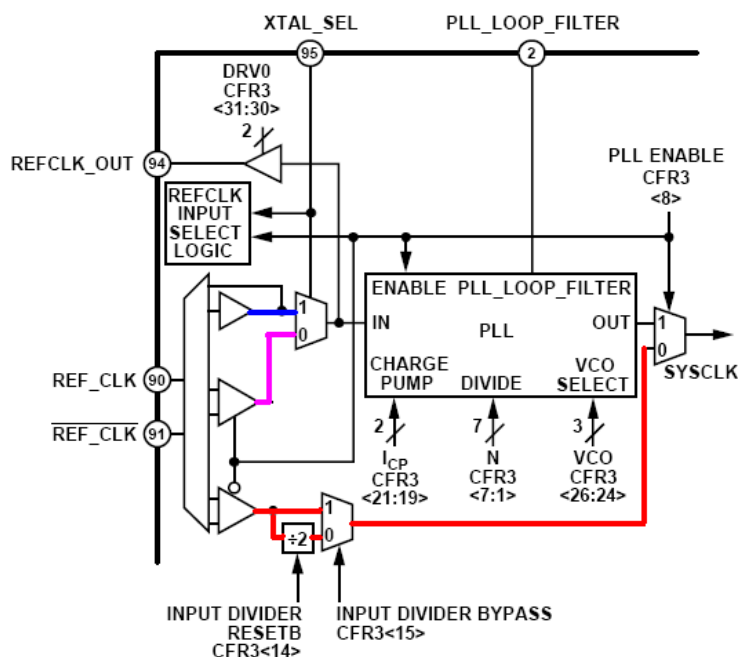 XTAL_SEL
PLL_LOOP_FILTER
95
2
DRV0
CFR3
<31:30>
2
REFCLK_OUT
94
PLL ENABLE
CFR3
<8>
REFCLK
INPUT
SELECT
LOGIC
ENABLE
PLL_LOOP_FILTER
1
0
IN
PLL
OUT
1
0
SYSCLK
CHARGE
PUMP
DIVIDE
VCO
SELECT
REF_CLK
90
REF_CLK
91
2
7
3
ICP
CFR3
<21:19>
N
CFR3
<7:1>
VCO
CFR3
<26:24>
1
0
÷2
INPUT DIVIDER
RESETB
CFR3<14>
INPUT DIVIDER BYPASS
CFR3<15>